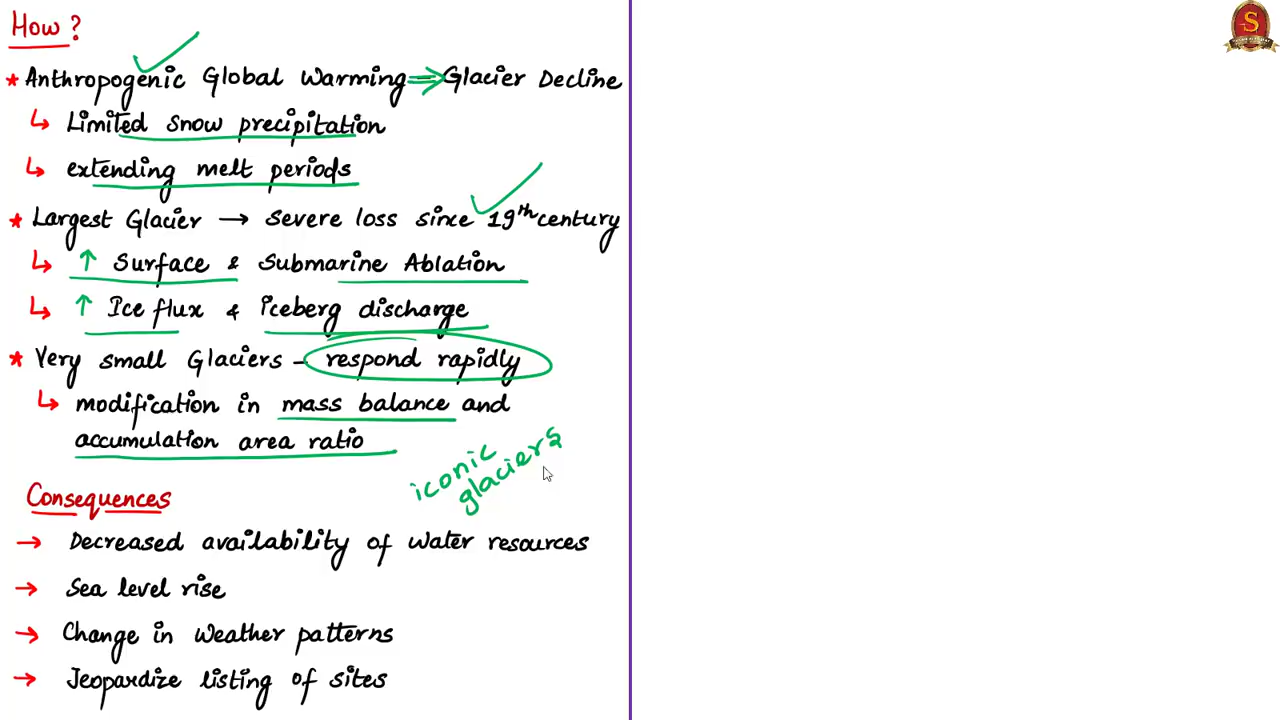 How ?
* Anthropogenic Global Warming ⇒ Glacier Decline
↳ Limited snow precipitation
↳ extending melt periods
* Largest Glacier → Severe loss since 19th century
↳ ↑ Surface & Submarine Ablation
↳ ↑ Ice flux & iceberg discharge
* Very small Glaciers - respond rapidly
↳ modification in mass balance and
accumulation area ratio
iconic
glaciers
Consequences
→ Decreased availability of water resources
→ Sea level rise
→ Change in weather patterns
→ Jeopardize listing of sites
S